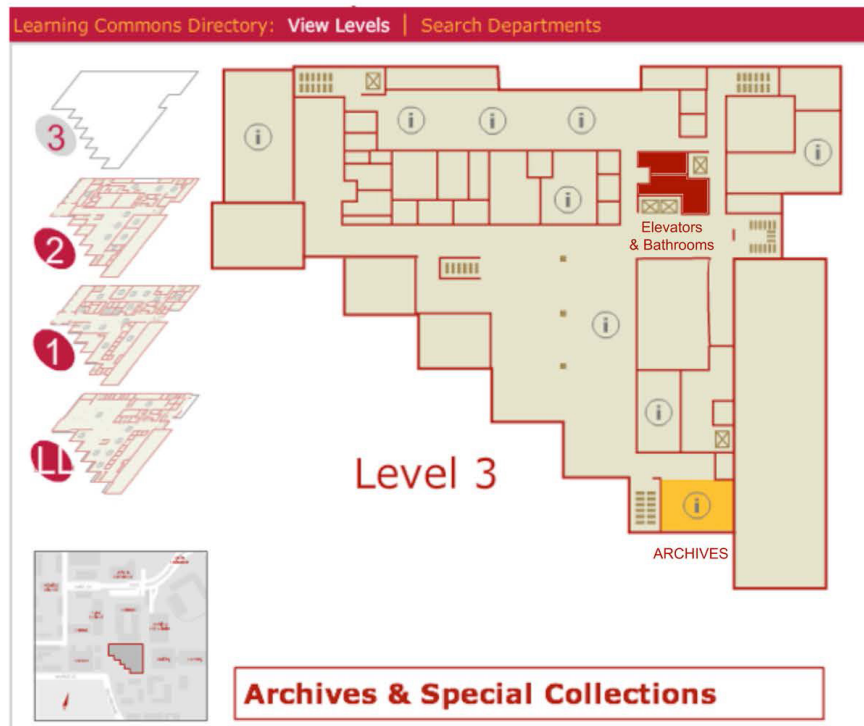 Learning Commons Directory: View Levels | Search Departments
3
2
1
LL
Elevators
& Bathrooms
Level 3
ARCHIVES
Archives & Special Collections